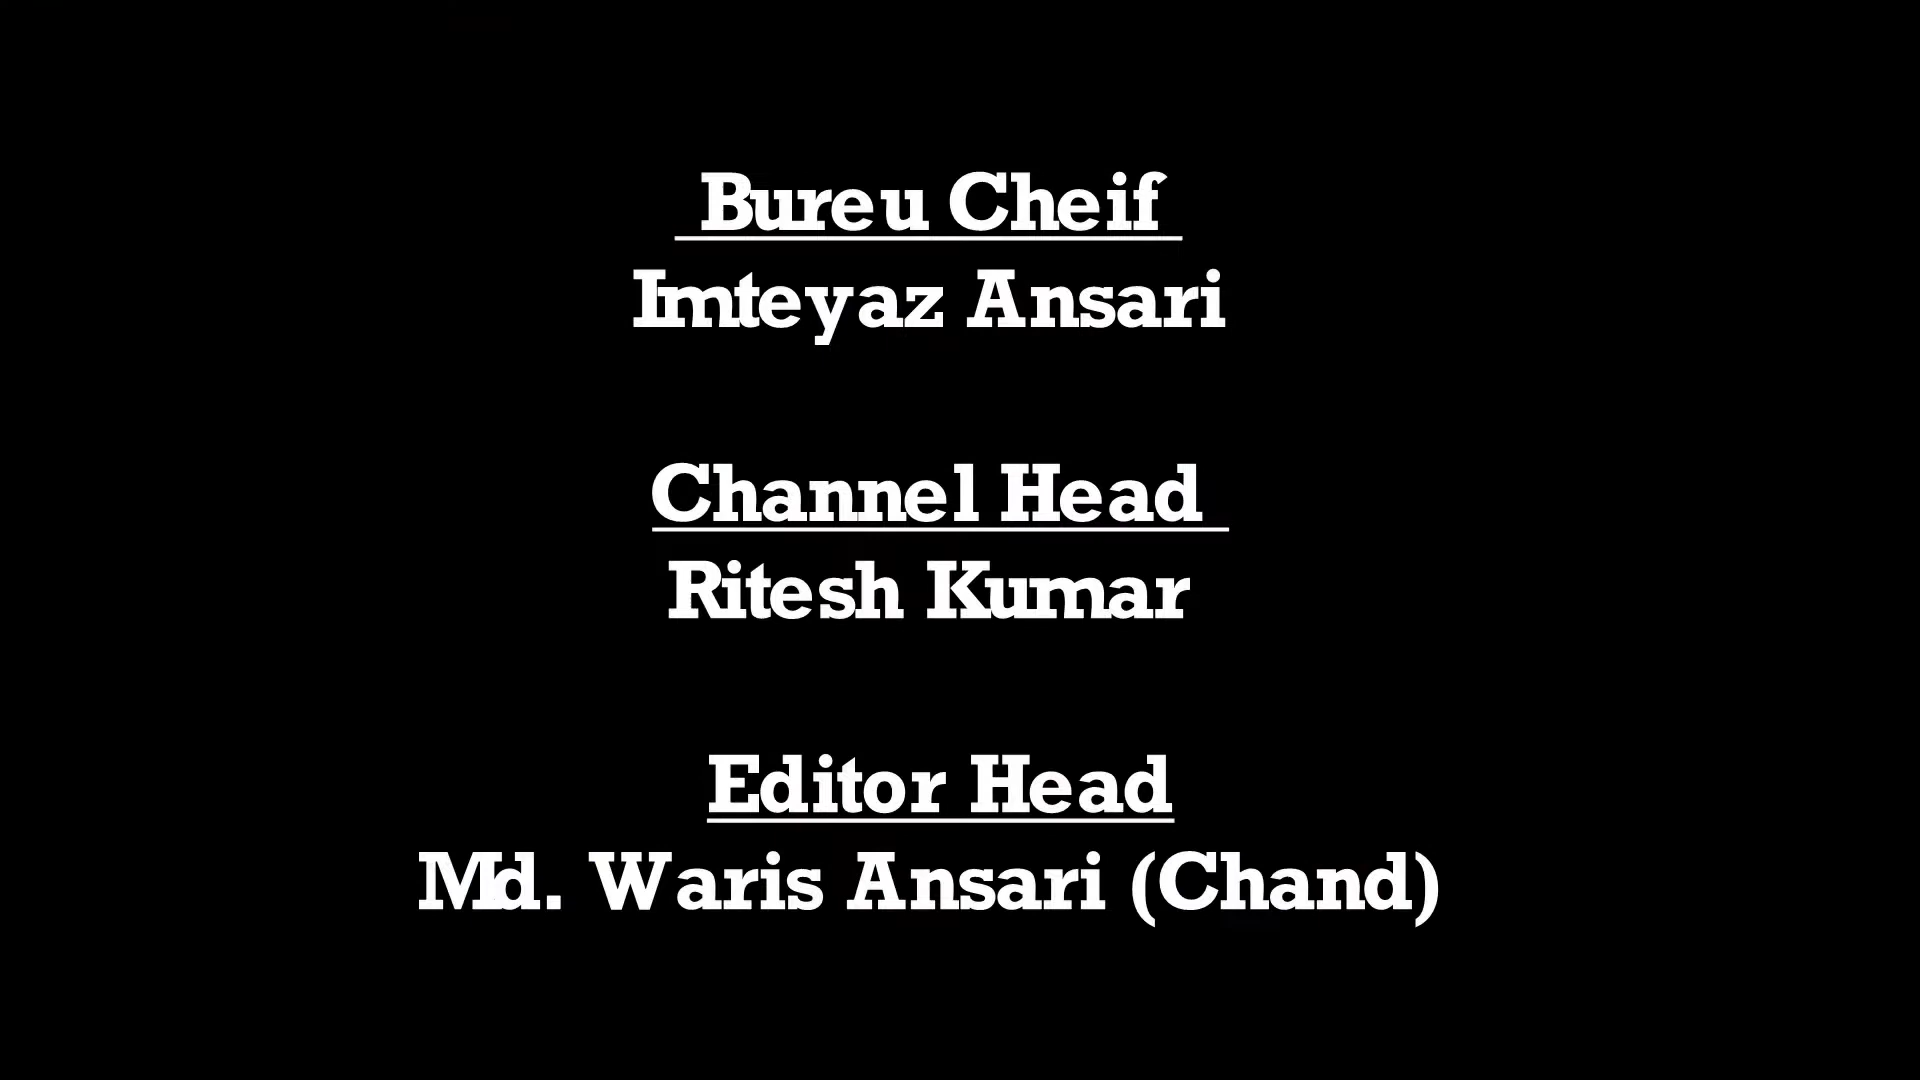 Bureu Cheif
Imteyaz Ansari
Channel Head
Ritesh Kumar
Editor Head
Md. Waris Ansari (Chand)